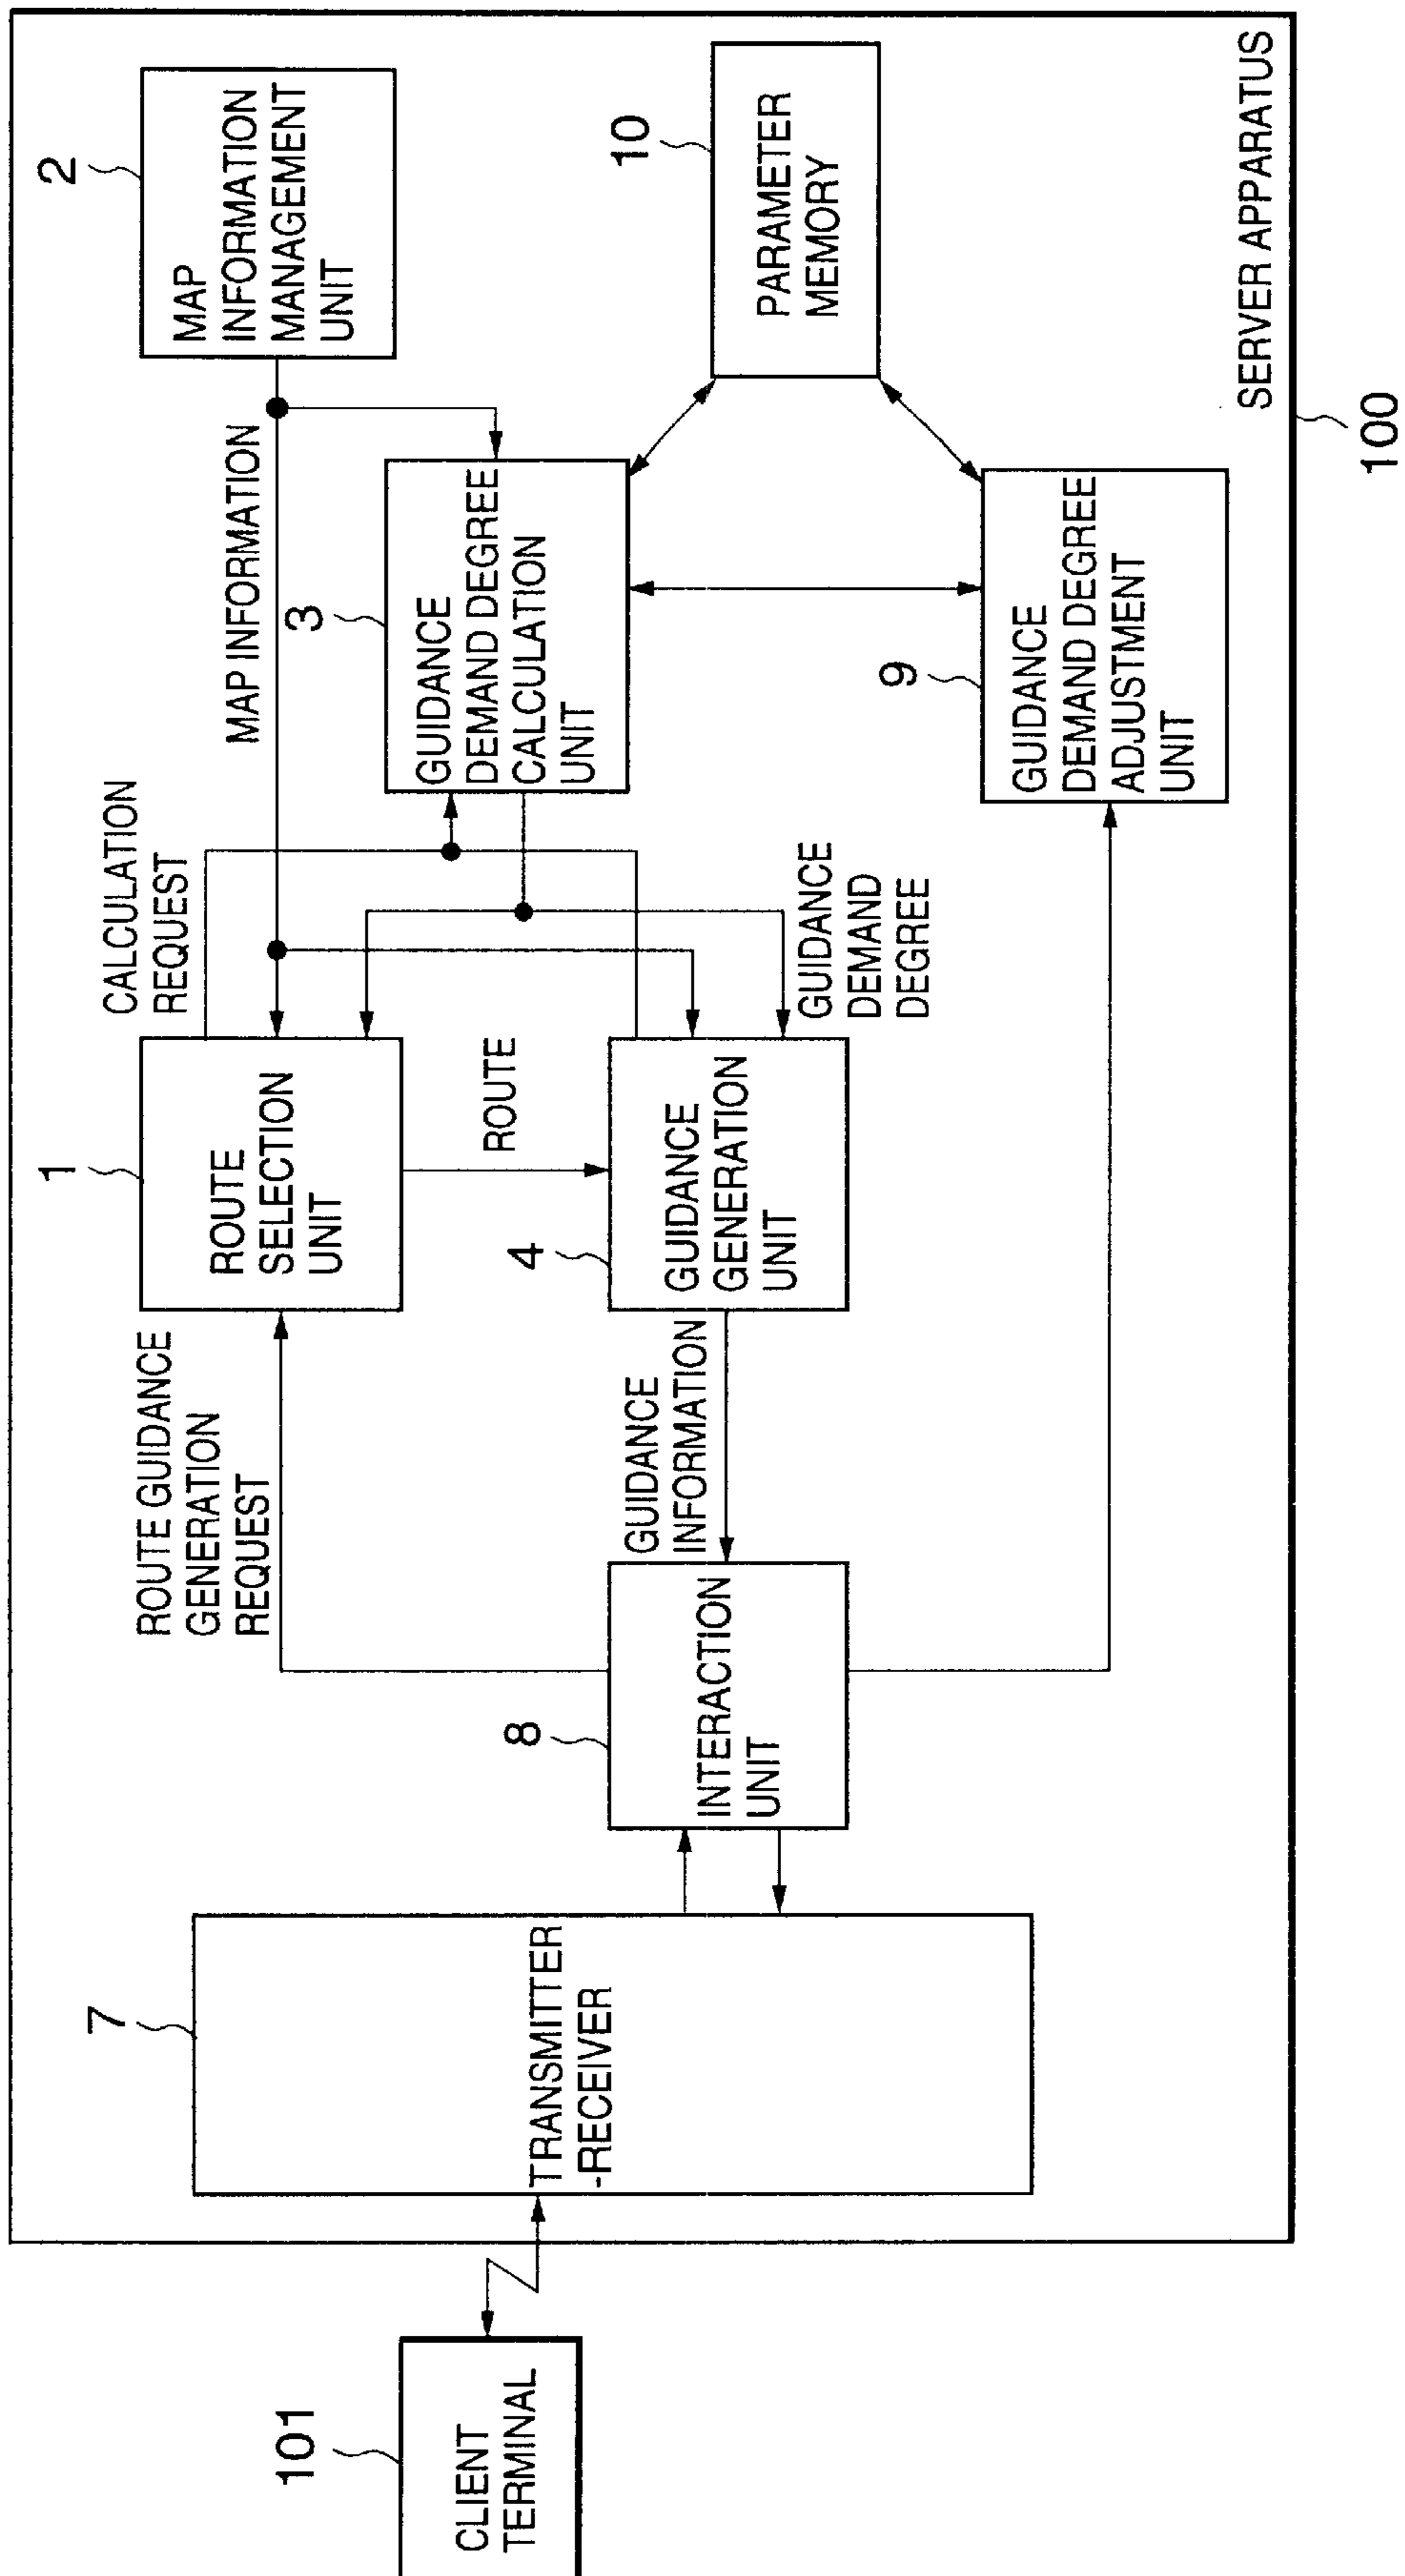 101
CLIENT
TERMINAL
7
TRANSMITTER
-RECEIVER
8
INTERACTION
UNIT
ROUTE GUIDANCE
GENERATION
REQUEST
GUIDANCE
INFORMATION
1
ROUTE
SELECTION
UNIT
ROUTE
4
GUIDANCE
GENERATION
UNIT
CALCULATION
REQUEST
GUIDANCE
DEMAND
DEGREE
MAP INFORMATION
3
GUIDANCE
DEMAND DEGREE
CALCULATION
UNIT
9
GUIDANCE
DEMAND DEGREE
ADJUSTMENT
UNIT
2
MAP
INFORMATION
MANAGEMENT
UNIT
10
PARAMETER
MEMORY
SERVER APPARATUS
100